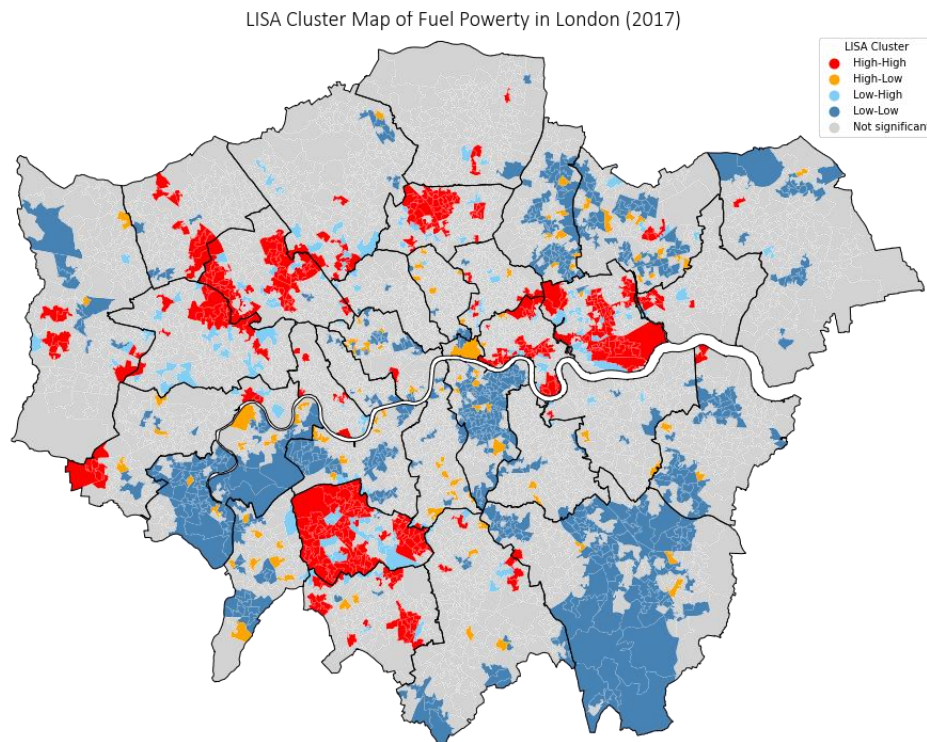 LISA Cluster Map of Fuel Powerty in London (2017)
LISA Cluster
High-High
High-Low
Low-High
Low-Low
Not significant